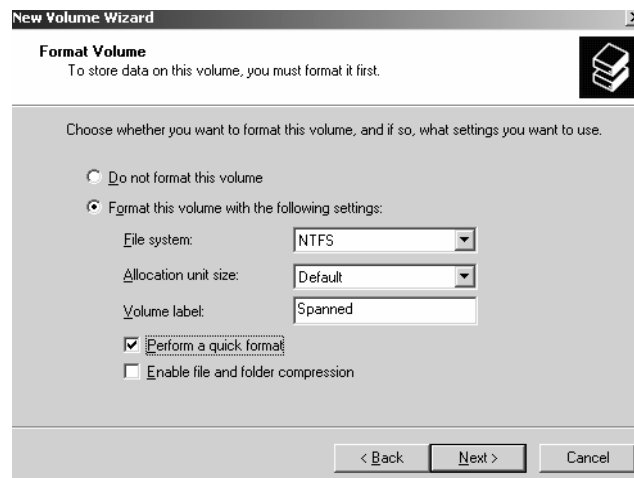 New Volume Wizard
Format Volume
To store data on this volume, you must format it first.
Choose whether you want to format this volume, and if so, what settings you want to use.
Do not format this volume
Format this volume with the following settings:
File system: NTFS
Allocation unit size: Default
Volume label: Spanned
Perform a quick format
Enable file and folder compression
< Back Next > Cancel